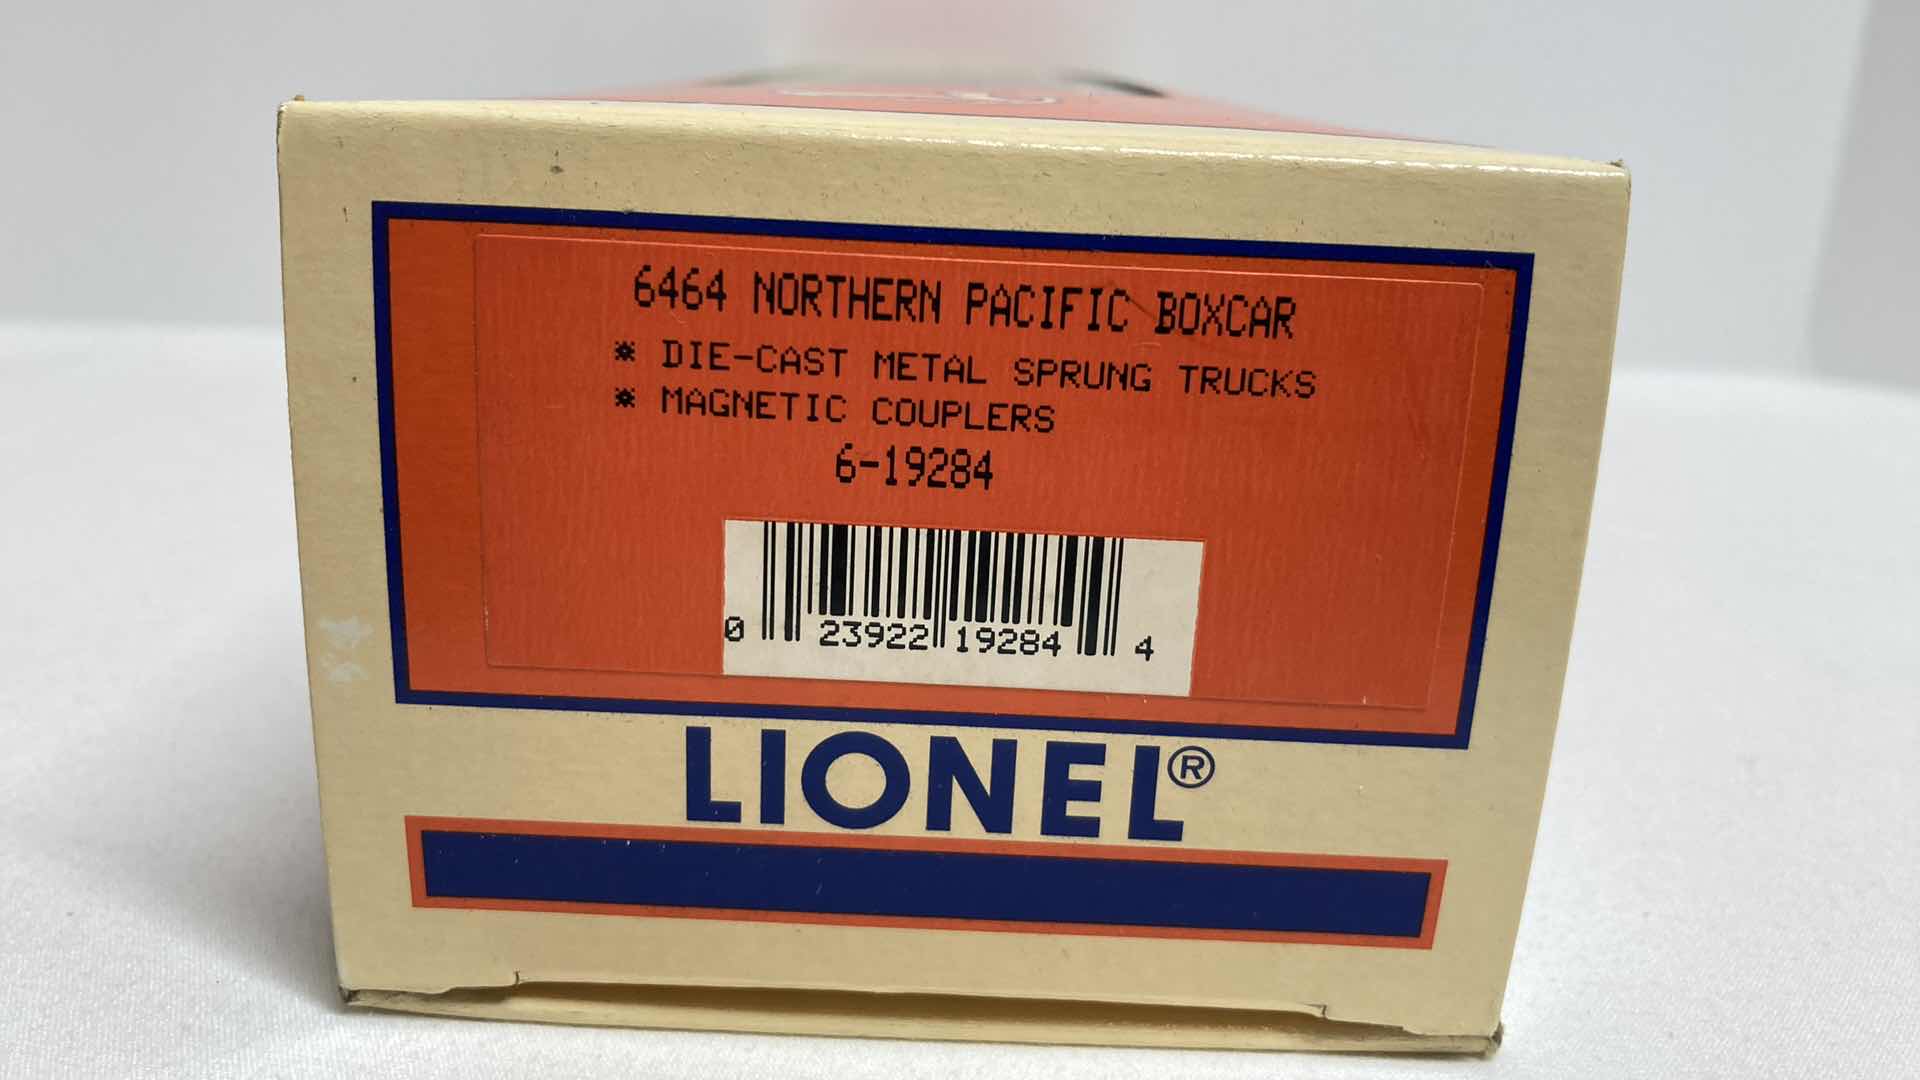 6464 NORTHERN PACIFIC BOXCAR
* DIE-CAST METAL SPRUNG TRUCKS
* MAGNETIC COUPLERS
6-19284
0 23922 19284 4
LIONEL®